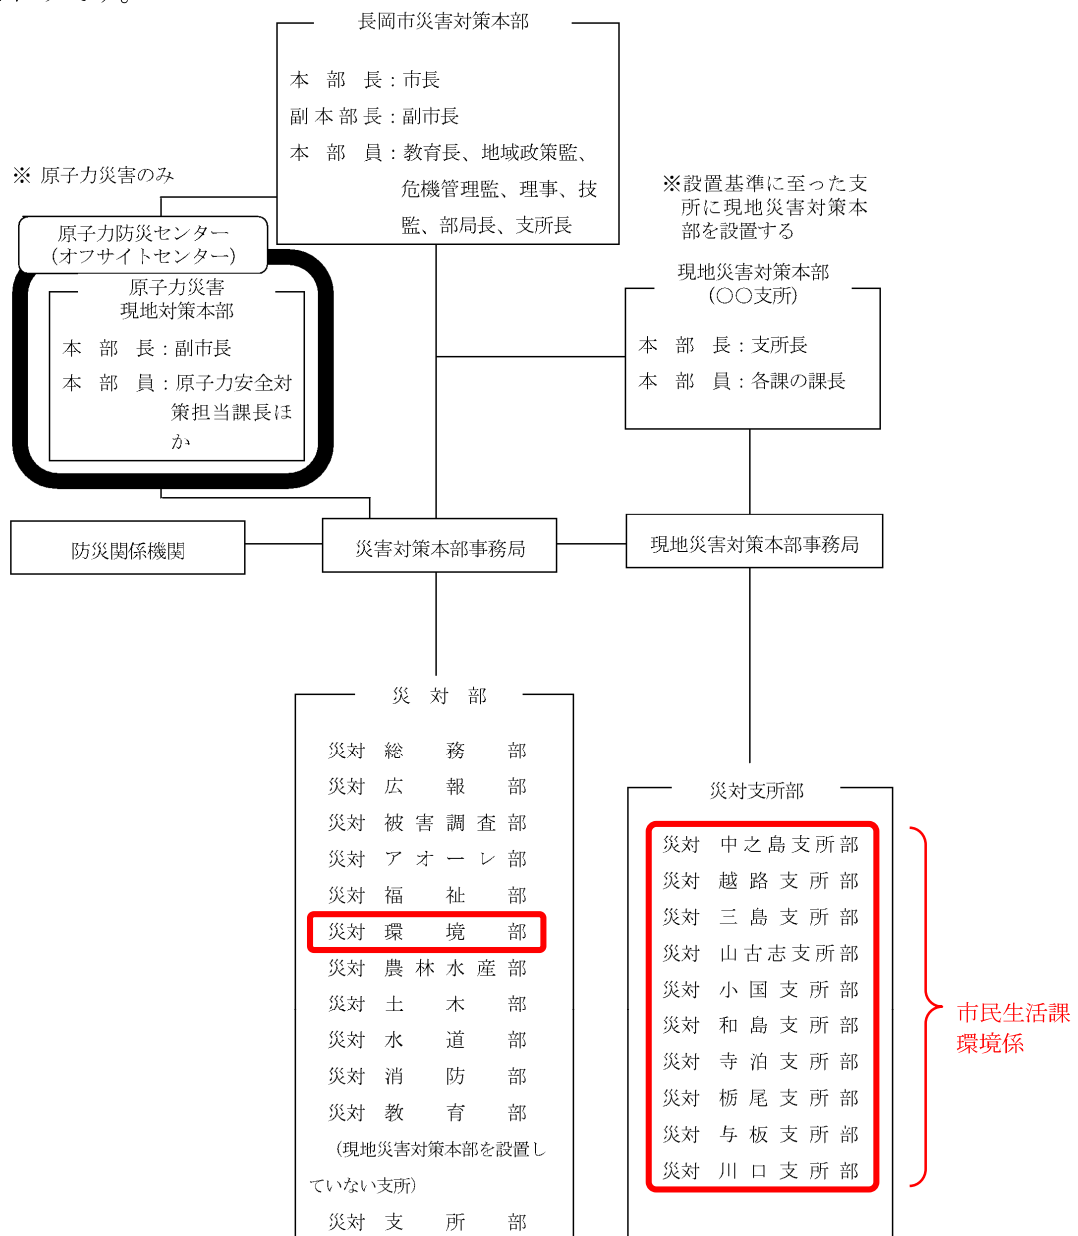 長岡市災害対策本部
本部長：市長
副本部長：副市長
本部員：教育長、地域政策監、
危機管理監、理事、技
監、部局長、支所長
※ 原子力災害のみ
原子力防災センター
（オフサイトセンター）
原子力災害
現地対策本部
本部長：副市長
本部員：原子力安全対
策担当課長ほ
か
※設置基準に至った支
所に現地災害対策本
部を設置する
現地災害対策本部
（〇〇支所）
本部長：支所長
本部員：各課の課長
防災関係機関
災害対策本部事務局
現地災害対策本部事務局
災対部
災対 総務部
災対 広報部
災対 被害調査部
災対 アオーレ部
災対 福祉部
災対 環境部
災対 農林水産部
災対 土木部
災対 水道部
災対 消防部
災対 教育部
（現地災害対策本部を設置し
ていない支所）
災対 支所部
災対支所部
災対 中之島支所部
災対 越路支所部
災対 三島支所部
災対 山古志支所部
災対 小国支所部
災対 和島支所部
災対 寺泊支所部
災対 栃尾支所部
災対 与板支所部
災対 川口支所部
市民生活課
環境係